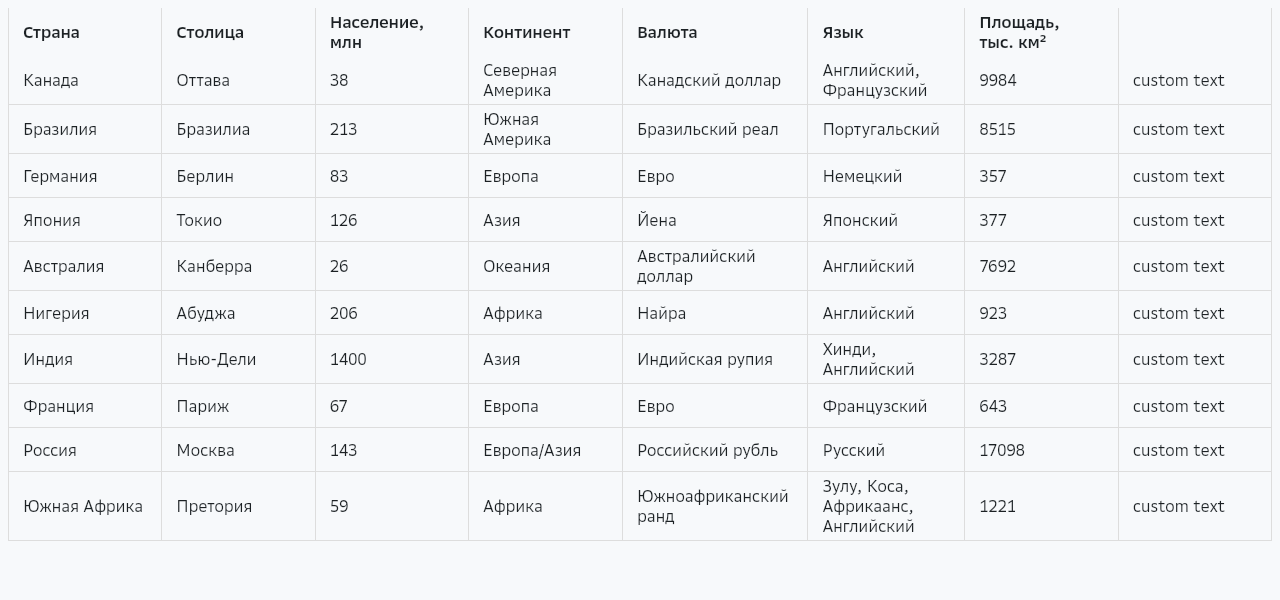 Страна Столица Население, млн Континент Валюта Язык Площадь, тыс. км²
Канада Оттава 38 Северная Америка Канадский доллар Английский, Французский 9984 custom text
Бразилия Бразилиа 213 Южная Америка Бразильский реал Португальский 8515 custom text
Германия Берлин 83 Европа Евро Немецкий 357 custom text
Япония Токио 126 Азия Йена Японский 377 custom text
Австралия Канберра 26 Океания Австралийский доллар Английский 7692 custom text
Нигерия Абуджа 206 Африка Найра Английский 923 custom text
Индия Нью-Дели 1400 Азия Индийская рупия Хинди, Английский 3287 custom text
Франция Париж 67 Европа Евро Французский 643 custom text
Россия Москва 143 Европа/Азия Российский рубль Русский 17098 custom text
Южная Африка Претория 59 Африка Южноафриканский ранд Зулу, Коса, Африкаанс, Английский 1221 custom text